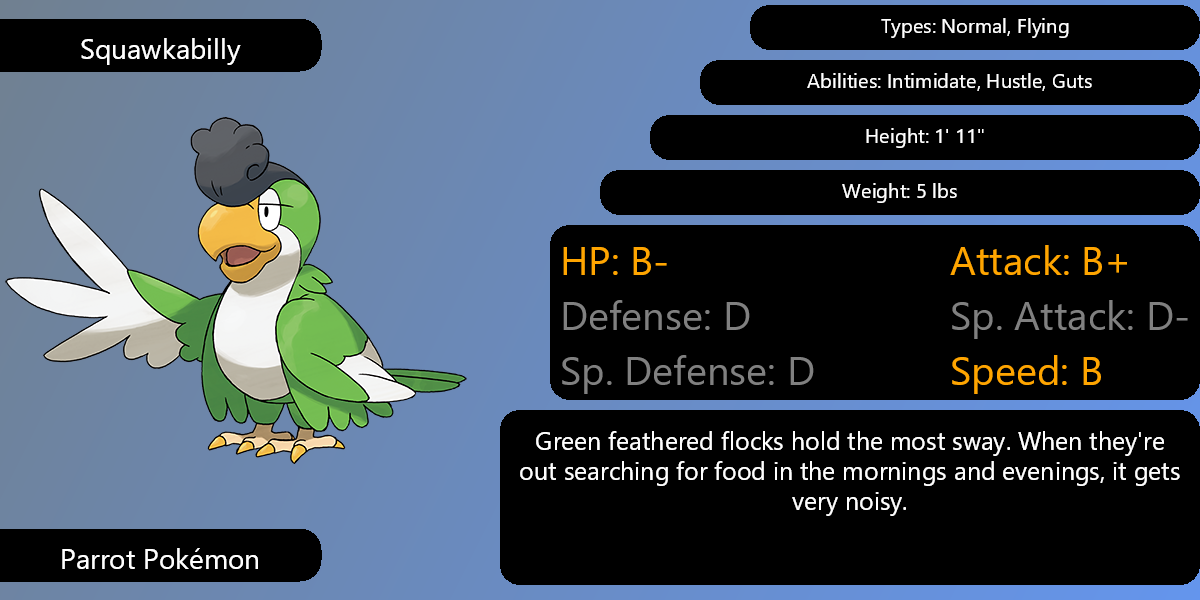 Squawkabilly
Types: Normal, Flying
Abilities: Intimidate, Hustle, Guts
Height: 1' 11"
Weight: 5 lbs
HP: B-
Attack: B+
Defense: D
Sp. Attack: D-
Sp. Defense: D
Speed: B
Green feathered flocks hold the most sway. When they're
out searching for food in the mornings and evenings, it gets
very noisy.
Parrot Pokémon